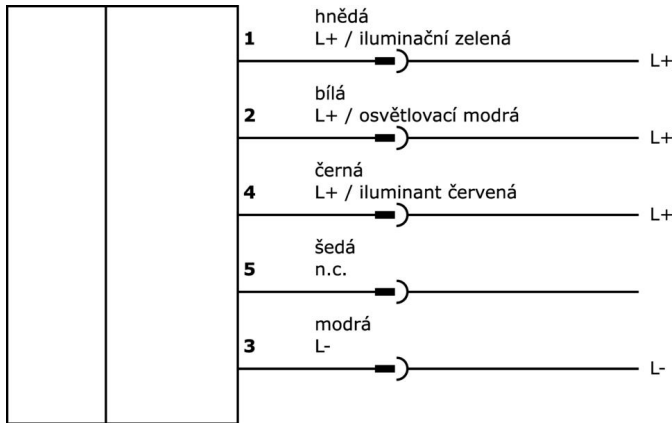 hnědá
1 L+ / iluminační zelená L+
bílá
2 L+ / osvětlovací modrá L+
černá
4 L+ / iluminant červená L+
šedá
5 n.c.
modrá
3 L- L-